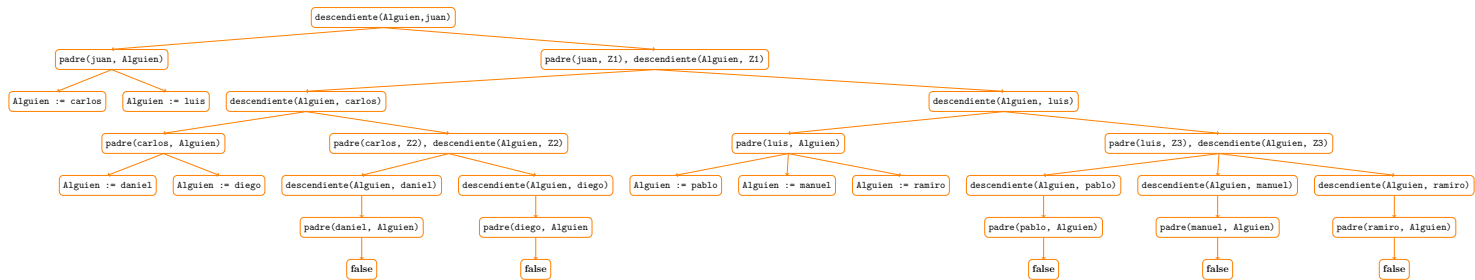 descendiente(Alguien,juan)
padre(juan, Alguien)
padre(juan, Z1), descendiente(Alguien, Z1)
Alguien := carlos
Alguien := luis
descendiente(Alguien, carlos)
descendiente(Alguien, luis)
padre(carlos, Alguien)
padre(carlos, Z2), descendiente(Alguien, Z2)
padre(luis, Alguien)
padre(luis, Z3), descendiente(Alguien, Z3)
Alguien := daniel
Alguien := diego
descendiente(Alguien, daniel)
descendiente(Alguien, diego)
Alguien := pablo
Alguien := manuel
Alguien := ramiro
descendiente(Alguien, pablo)
descendiente(Alguien, manuel)
descendiente(Alguien, ramiro)
padre(daniel, Alguien)
padre(diego, Alguien
padre(pablo, Alguien)
padre(manuel, Alguien)
padre(ramiro, Alguien)
false
false
false
false
false